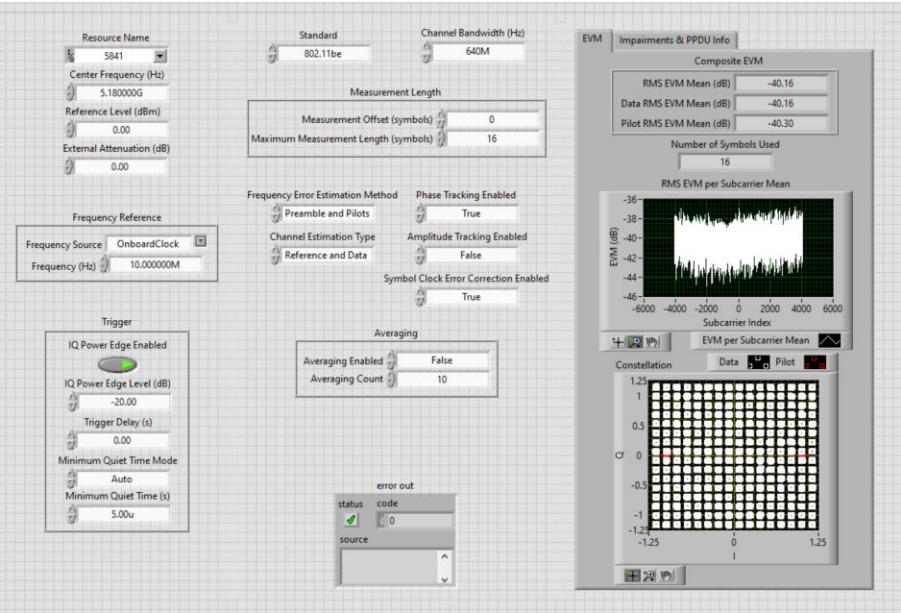 Resource Name
5841
Center Frequency (Hz)
5.180000G
Reference Level (dBm)
0.00
External Attenuation (dB)
0.00
Frequency Reference
Frequency Source OnboardClock
Frequency (Hz) 10.000000M
Trigger
IQ Power Edge Enabled
IQ Power Edge Level (dB)
-20.00
Trigger Delay (s)
0.00
Minimum Quiet Time Mode
Auto
Minimum Quiet Time (s)
5.00u
Standard
802.11be
Channel Bandwidth (Hz)
640M
Measurement Length
Measurement Offset (symbols) 0
Maximum Measurement Length (symbols) 16
Frequency Error Estimation Method
Preamble and Pilots
Phase Tracking Enabled
True
Channel Estimation Type
Reference and Data
Amplitude Tracking Enabled
False
Symbol Clock Error Correction Enabled
True
Averaging
Averaging Enabled False
Averaging Count 10
error out
status code
0
source
EVM Impairments & PPDU Info
Composite EVM
RMS EVM Mean (dB) -40.16
Data RMS EVM Mean (dB) -40.16
Pilot RMS EVM Mean (dB) -40.30
Number of Symbols Used
16
RMS EVM per Subcarrier Mean
EVM (dB)
-36
-38
-40
-42
-44
-46
-6000 -4000 -2000 0 2000 4000 6000
Subcarrier Index
EVM per Subcarrier Mean
Constellation Data Pilot
Q
1.25
1
0.5
0
-0.5
-1
-1.25
-1.25 0 1.25
I